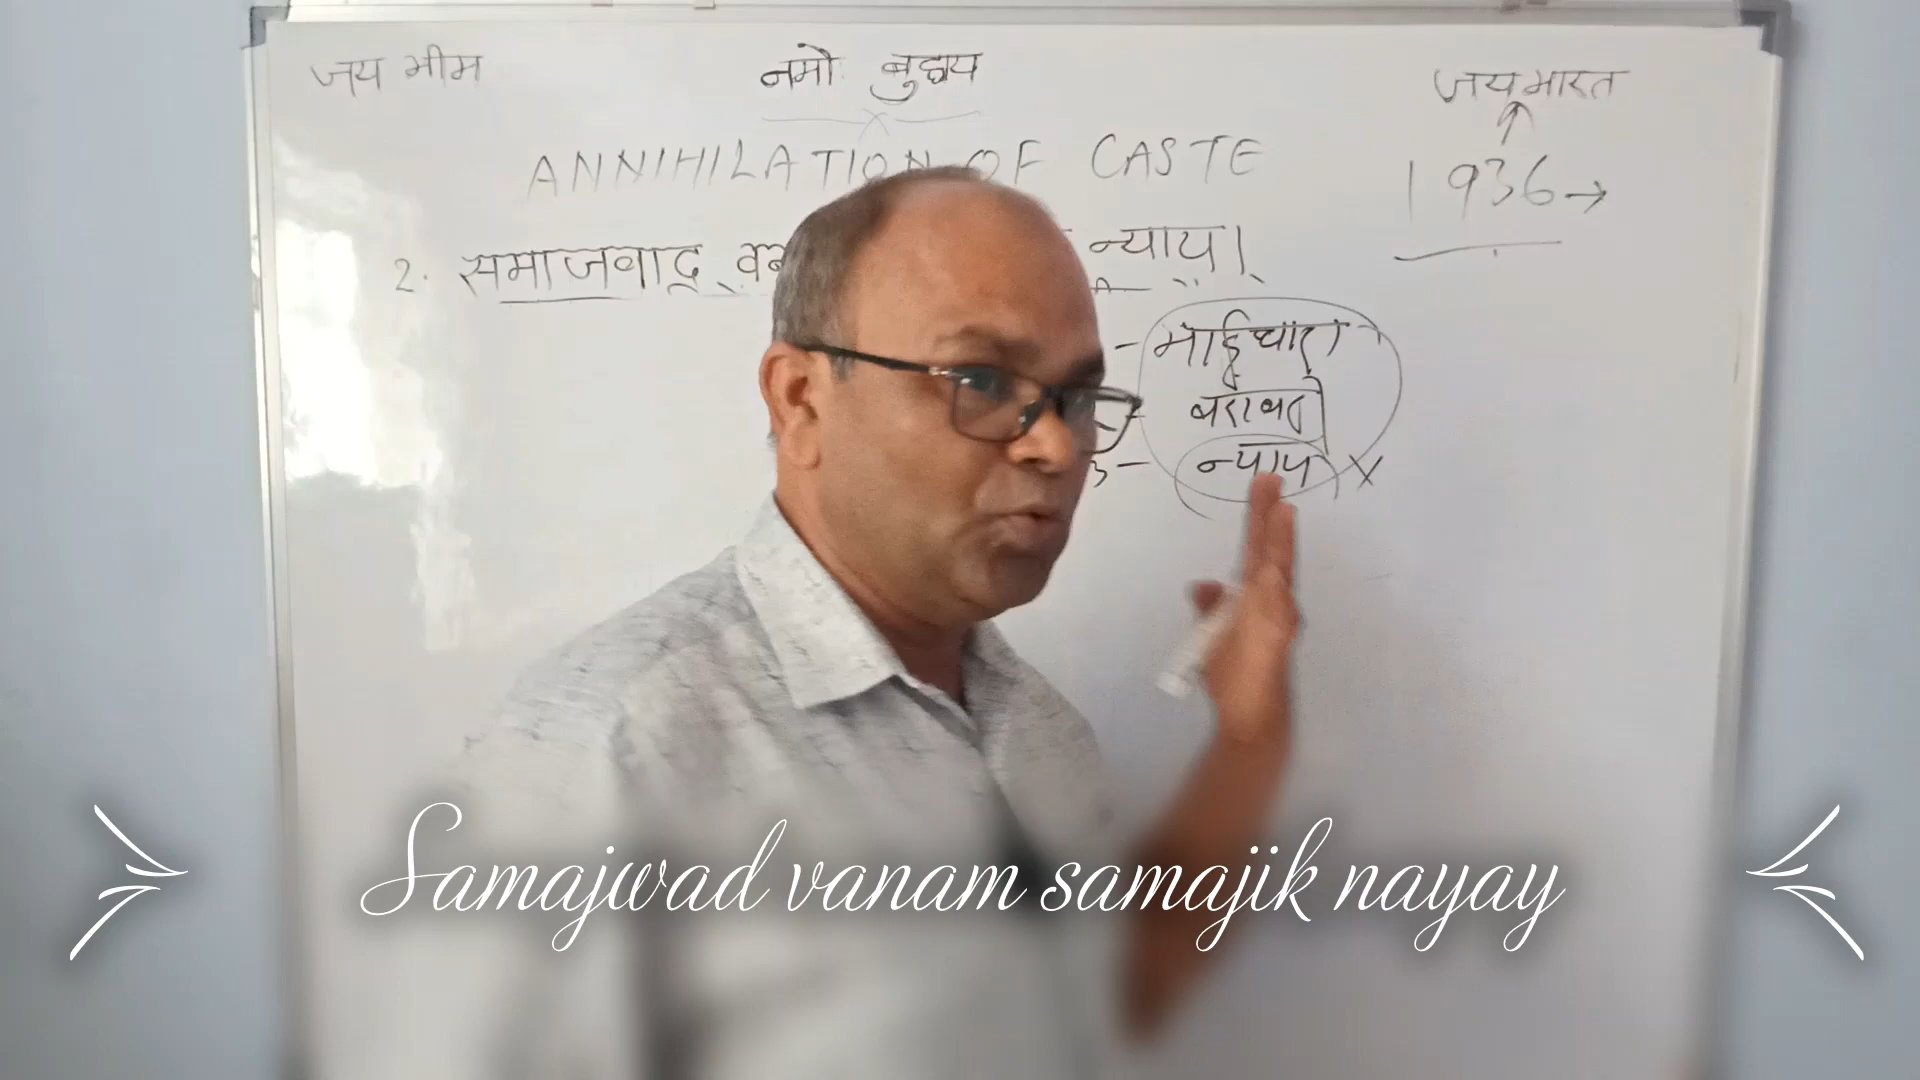 जय भीम नमो: बुद्धाय जय भारत
ANNIHILATION OF CASTE
1936→
2. समाजवाद् न्याय।
- भाईचारा
बराबरी
- न्याय X
Samajwad vanam samajik nayay